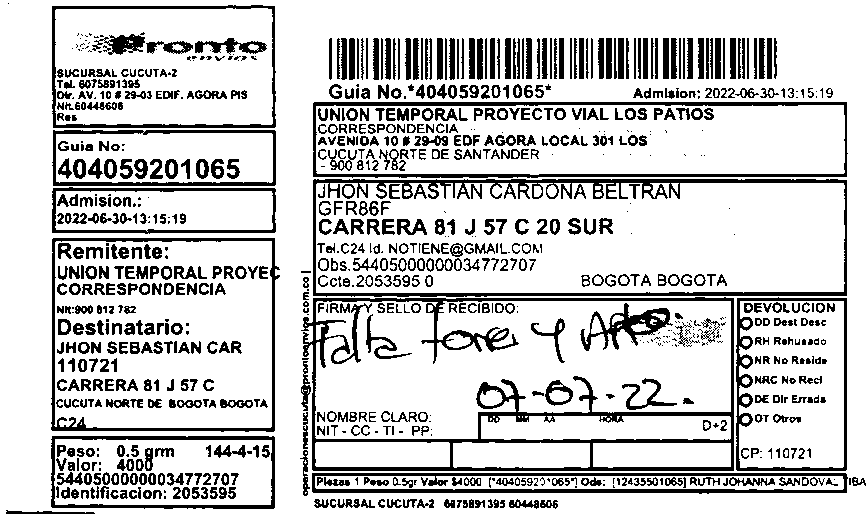 Pronto
envios
SUCURSAL CUCUTA-2
Tel. 6075891395
Dir. AV. 10 # 29-03 EDIF. AGORA PIS
Nit.60448606
Res
Guia No:
404059201065
Admision.:
2022-06-30-13:15:19
Remitente:
UNION TEMPORAL PROYEC
CORRESPONDENCIA
Nit:900 812 782
Destinatario:
JHON SEBASTIAN CAR
110721
CARRERA 81 J 57 C
CUCUTA NORTE DE BOGOTA BOGOTA
C24
Peso: 0.5 grm 144-4-15
Valor: 4000
54405000000034772707
Identificacion: 2053595
operacionescucuta@prontoenvios.com.co
Guia No.*404059201065* Admision: 2022-06-30-13:15:19
UNION TEMPORAL PROYECTO VIAL LOS PATIOS
CORRESPONDENCIA
AVENIDA 10 # 29-09 EDF AGORA LOCAL 301 LOS
CUCUTA NORTE DE SANTANDER
- 900 812 782
JHON SEBASTIAN CARDONA BELTRAN
GFR86F
CARRERA 81 J 57 C 20 SUR
Tel.C24 Id. NOTIENE@GMAIL.COM
Obs.54405000000034772707
Ccte.2053595 0 BOGOTA BOGOTA
FIRMA Y SELLO DE RECIBIDO:
Falta Torre y Apto.
07-07-22.
NOMBRE CLARO:
NIT - CC - TI - PP:
DD MM AA HORA
D+2
DEVOLUCION
DD Dest Desc
RH Rehusado
NR No Reside
NRC No Recl
DE Dir Errada
OT Otros
CP: 110721
Piezas 1 Peso 0.5gr Valor $4000 [*404059201065*] Ods: [12435501065] RUTH JOHANNA SANDOVAL TIBA
SUCURSAL CUCUTA-2 6075891395 60448606